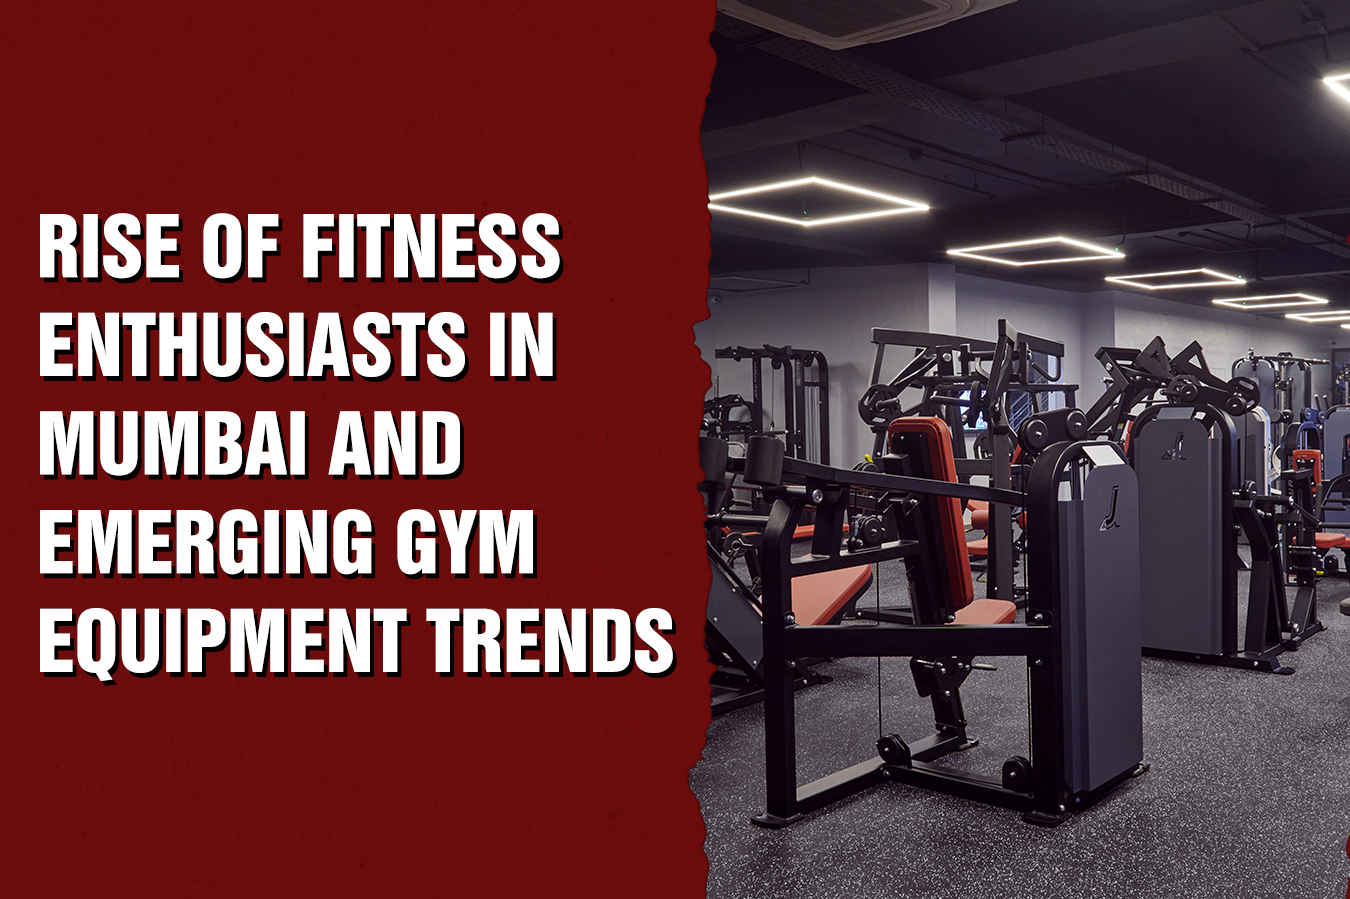 RISE OF FITNESS
ENTHUSIASTS IN
MUMBAI AND
EMERGING GYM
EQUIPMENT TRENDS